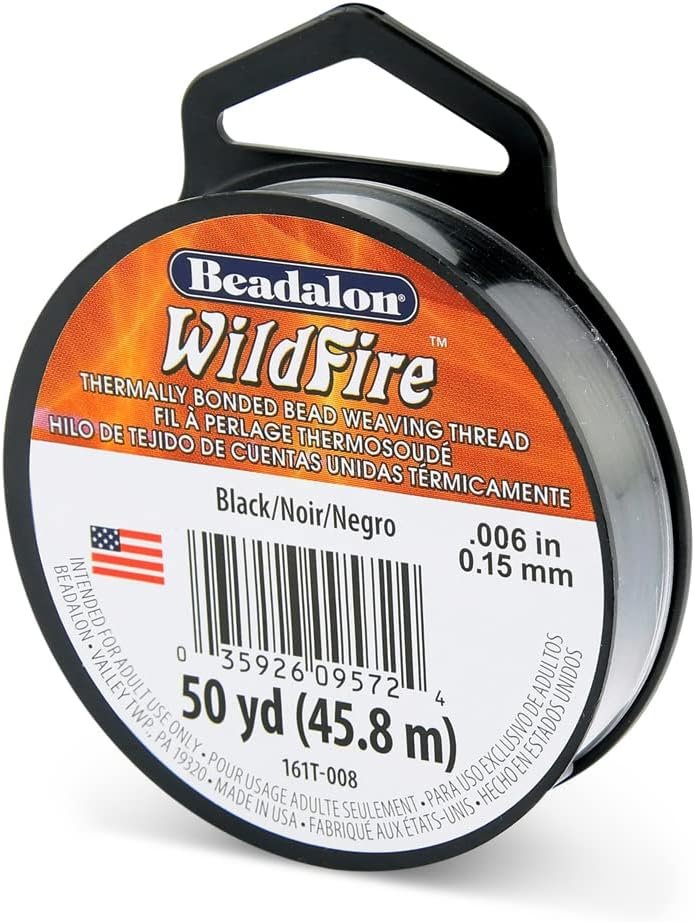 Beadalon®
WildFire™
THERMALLY BONDED BEAD WEAVING THREAD
FIL À PERLAGE THERMOSOUDÉ
HILO DE TEJIDO DE CUENTAS UNIDAS TÉRMICAMENTE
Black/Noir/Negro
.006 in
0.15 mm
0 35926 09572 4
50 yd (45.8 m)
161T-008
INTENDED FOR ADULT USE ONLY • POUR USAGE ADULTE SEULEMENT • PARA USO EXCLUSIVO DE ADULTOS
BEADALON • VALLEY TWP., PA 19320 • MADE IN USA • FABRIQUÉ AUX ÉTATS-UNIS • HECHO EN ESTADOS UNIDOS